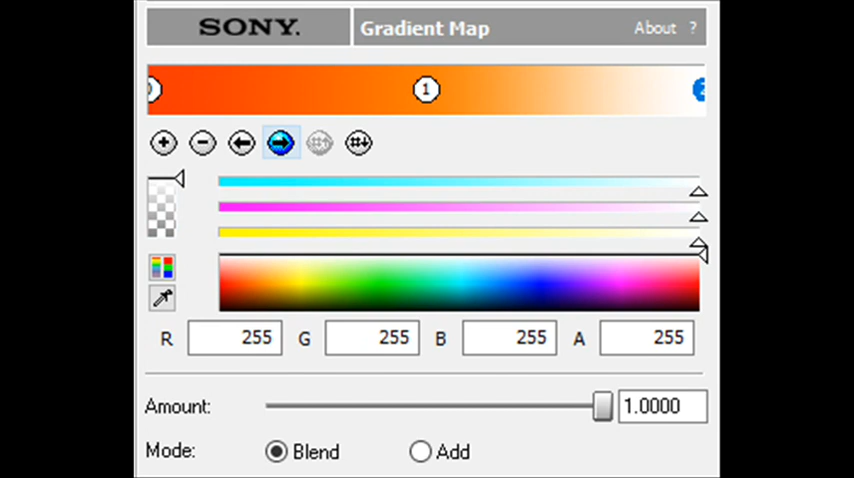 SONY. Gradient Map About ?
1
R 255 G 255 B 255 A 255
Amount: 1.0000
Mode: Blend Add